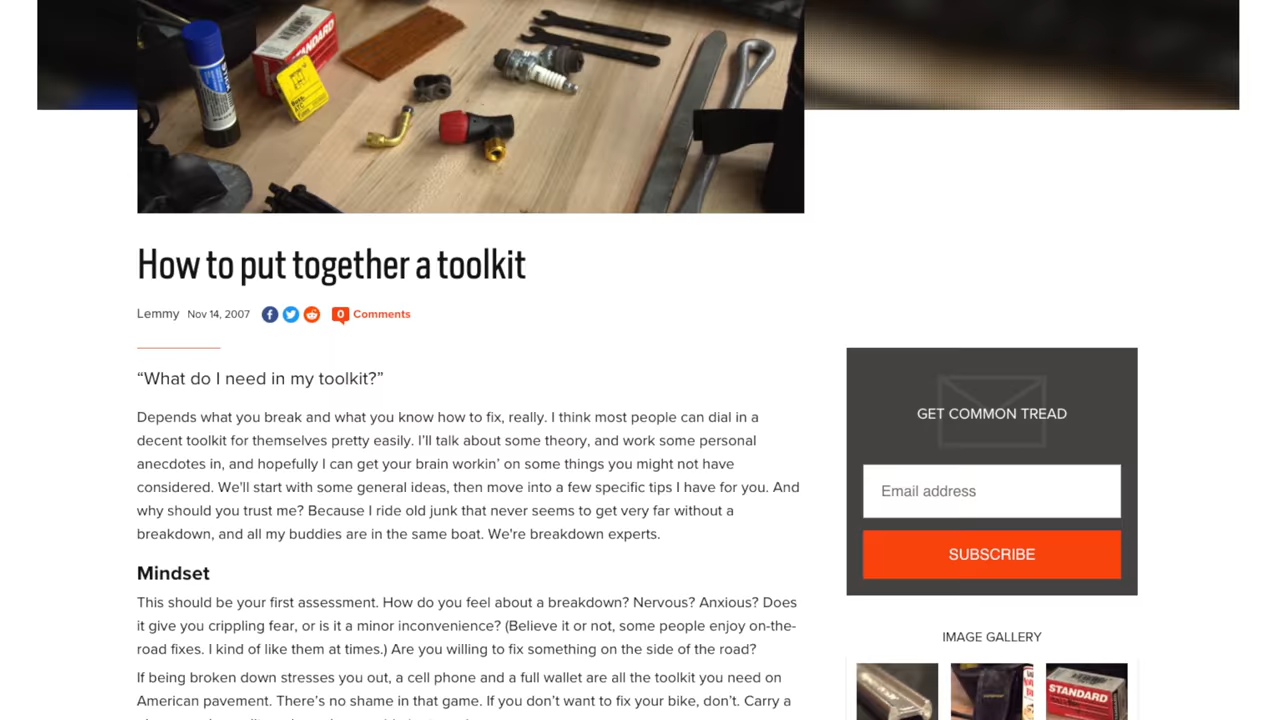 STANDARD
How to put together a toolkit
Lemmy Nov 14, 2007 0 Comments
“What do I need in my toolkit?”
Depends what you break and what you know how to fix, really. I think most people can dial in a
decent toolkit for themselves pretty easily. I'll talk about some theory, and work some personal
anecdotes in, and hopefully I can get your brain workin’ on some things you might not have
considered. We'll start with some general ideas, then move into a few specific tips I have for you. And
why should you trust me? Because I ride old junk that never seems to get very far without a
breakdown, and all my buddies are in the same boat. We're breakdown experts.
Mindset
This should be your first assessment. How do you feel about a breakdown? Nervous? Anxious? Does
it give you crippling fear, or is it a minor inconvenience? (Believe it or not, some people enjoy on-the-
road fixes. I kind of like them at times.) Are you willing to fix something on the side of the road?
If being broken down stresses you out, a cell phone and a full wallet are all the toolkit you need on
American pavement. There’s no shame in that game. If you don’t want to fix your bike, don’t. Carry a
GET COMMON TREAD
Email address
SUBSCRIBE
IMAGE GALLERY
STANDARD